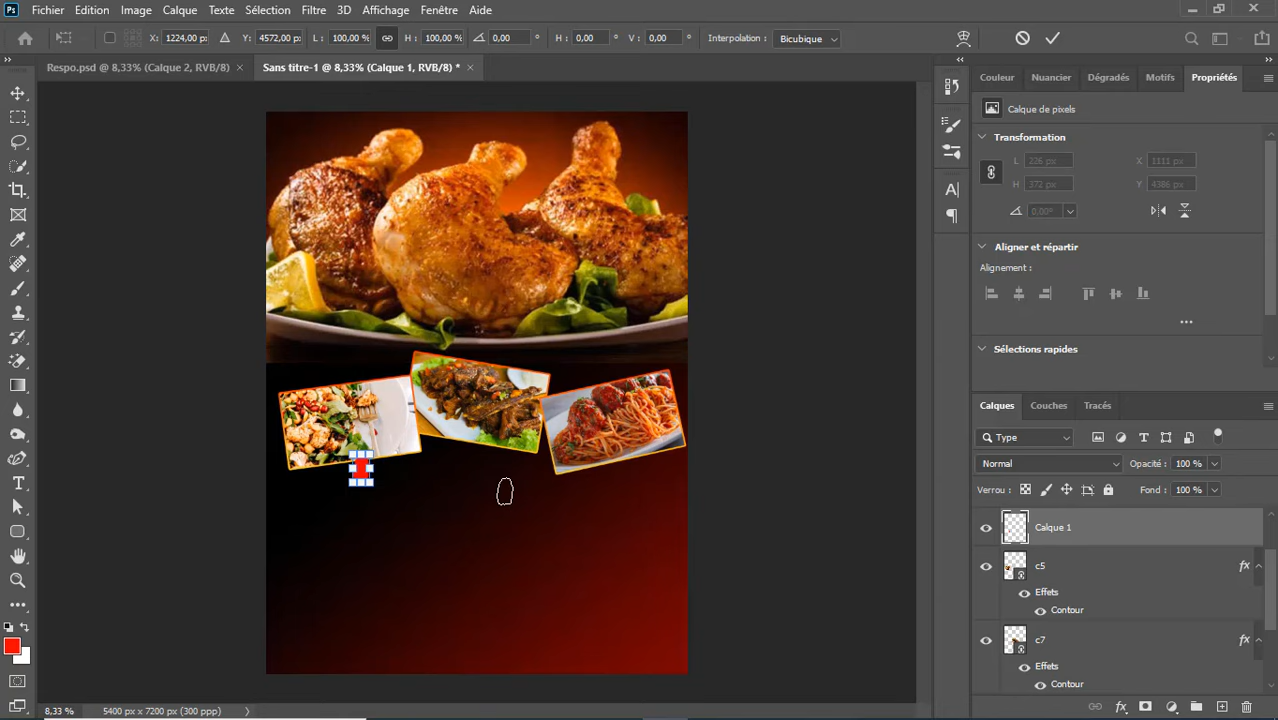 Ps Fichier Edition Image Calque Texte Sélection Filtre 3D Affichage Fenêtre Aide
X: 1224,00 px Y: 4572,00 px L: 100,00 % H: 100,00 % 0,00 ° H: 0,00 ° V: 0,00 ° Interpolation : Bicubique
Respo.psd @ 8,33% (Calque 2, RVB/8) × Sans titre-1 @ 8,33% (Calque 1, RVB/8) * ×
Couleur Nuancier Dégradés Motifs Propriétés
Calque de pixels
Transformation
L 226 px X 1111 px
H 372 px Y 4386 px
0,00°
Aligner et répartir
Alignement :
Sélections rapides
Calques Couches Tracés
Type
Normal Opacité : 100 %
Verrou : Fond : 100 %
Calque 1
c5 fx
Effets
Contour
c7 fx
Effets
Contour
8,33 % 5400 px x 7200 px (300 ppp)